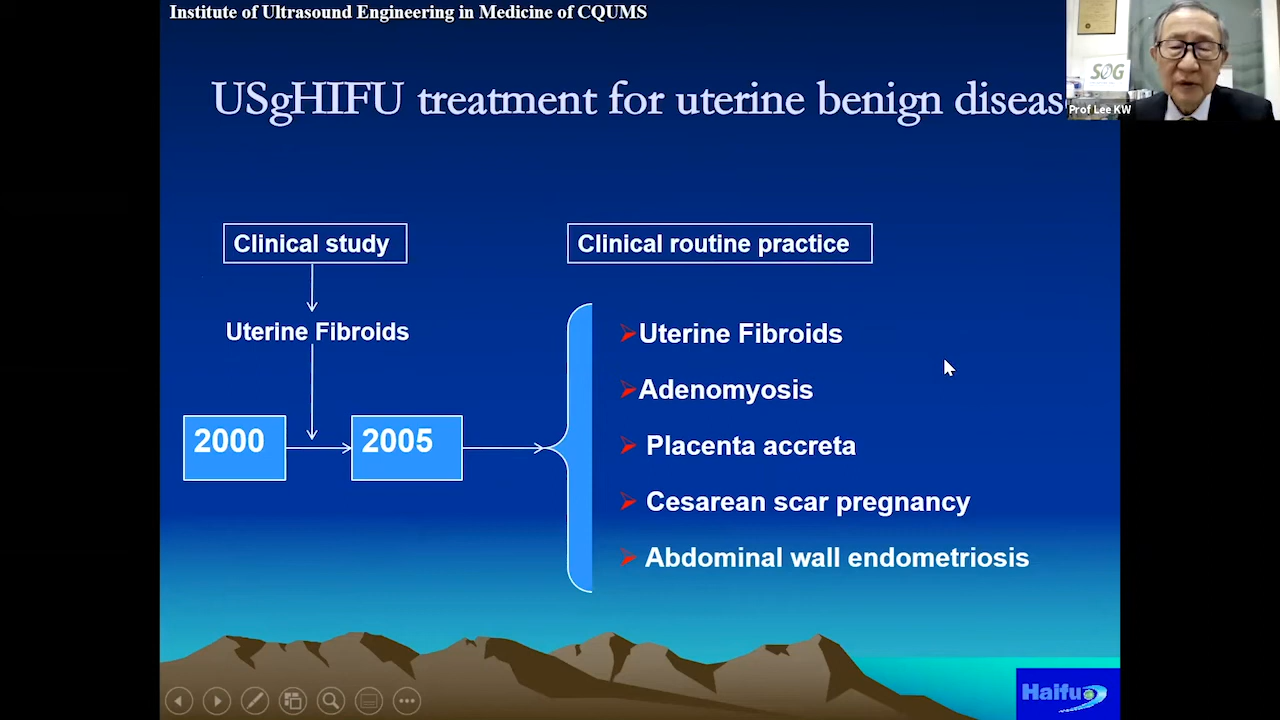 Institute of Ultrasound Engineering in Medicine of CQUMS
USgHIFU treatment for uterine benign diseas
SOG
Prof Lee KW
Clinical study
Clinical routine practice
Uterine Fibroids
2000
2005
Uterine Fibroids
Adenomyosis
Placenta accreta
Cesarean scar pregnancy
Abdominal wall endometriosis
Haifu